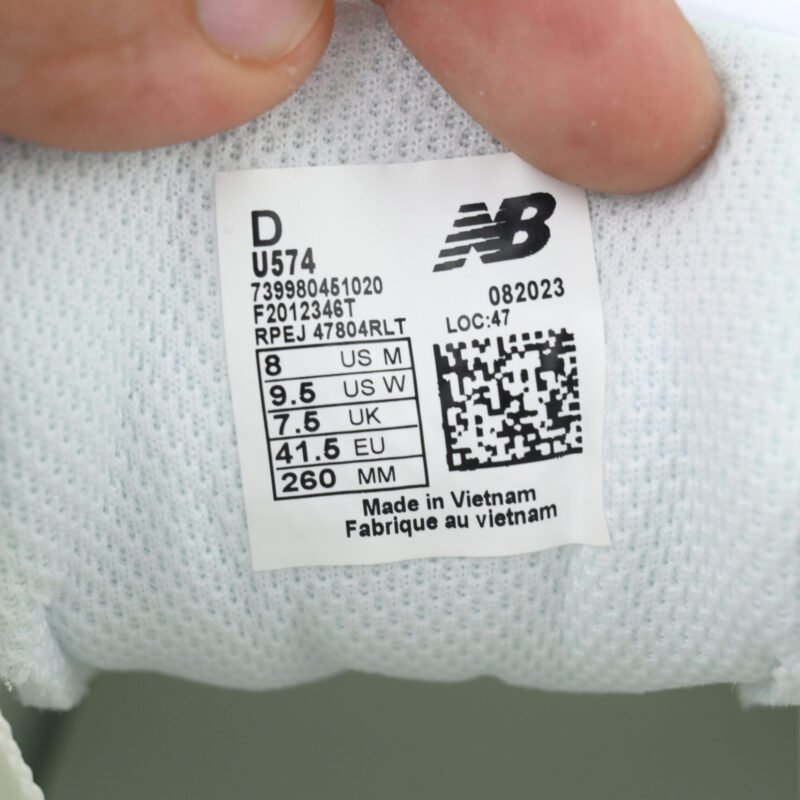 D
U574
739980451020
F2012346T
RPEJ 47804RLT
NB
082023
LOC:47
8 US M
9.5 US W
7.5 UK
41.5 EU
260 MM
Made in Vietnam
Fabrique au vietnam